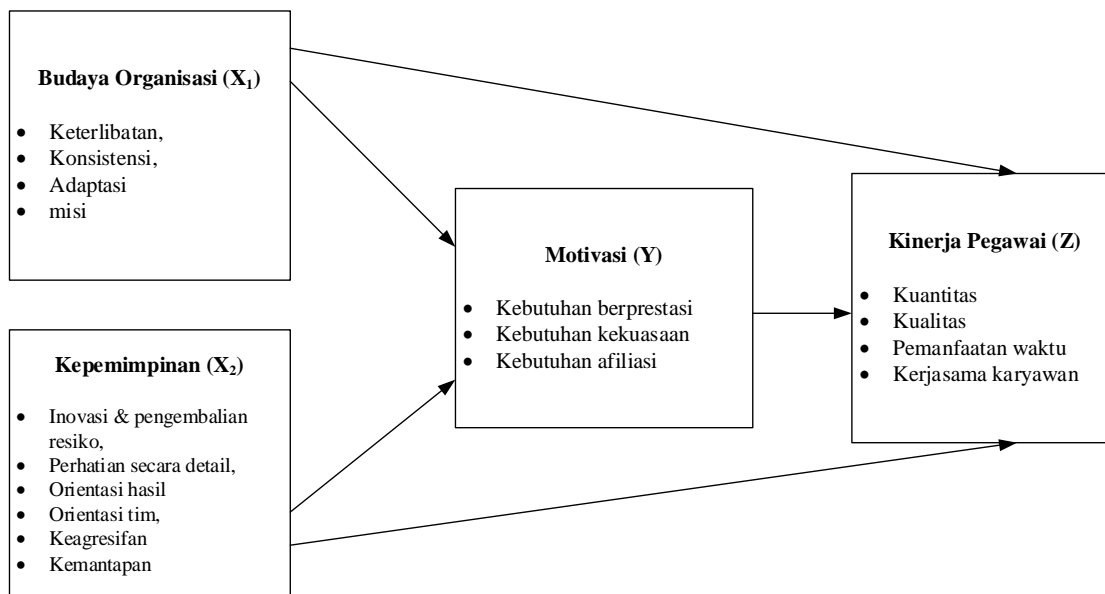 Budaya Organisasi (X₁)
• Keterlibatan,
• Konsistensi,
• Adaptasi
• misi
Kepemimpinan (X₂)
• Inovasi & pengembalian
resiko,
• Perhatian secara detail,
• Orientasi hasil
• Orientasi tim,
• Keagresifan
• Kemantapan
Motivasi (Y)
• Kebutuhan berprestasi
• Kebutuhan kekuasaan
• Kebutuhan afiliasi
Kinerja Pegawai (Z)
• Kuantitas
• Kualitas
• Pemanfaatan waktu
• Kerjasama karyawan